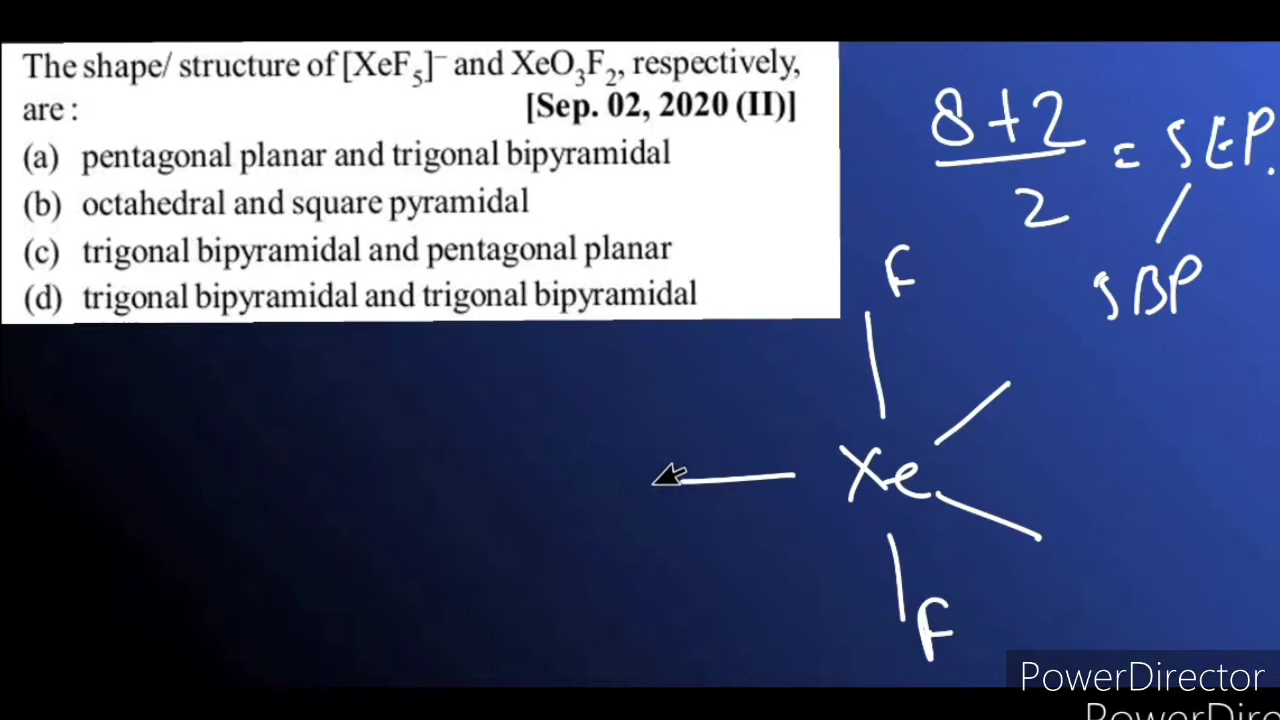 The shape/ structure of [XeF₅]⁻ and XeO₃F₂, respectively,
are : [Sep. 02, 2020 (II)]
(a) pentagonal planar and trigonal bipyramidal
(b) octahedral and square pyramidal
(c) trigonal bipyramidal and pentagonal planar
(d) trigonal bipyramidal and trigonal bipyramidal
8+2
2
= 5EP.
5BP
F
Xe
F
PowerDirector